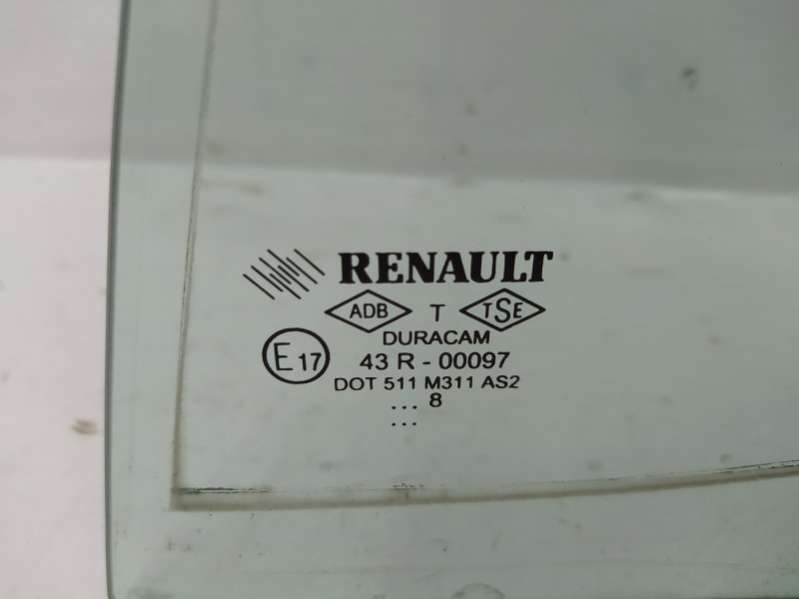 RENAULT
ADB T TSE
DURACAM
E17 43 R - 00097
DOT 511 M311 AS2
... 8
...